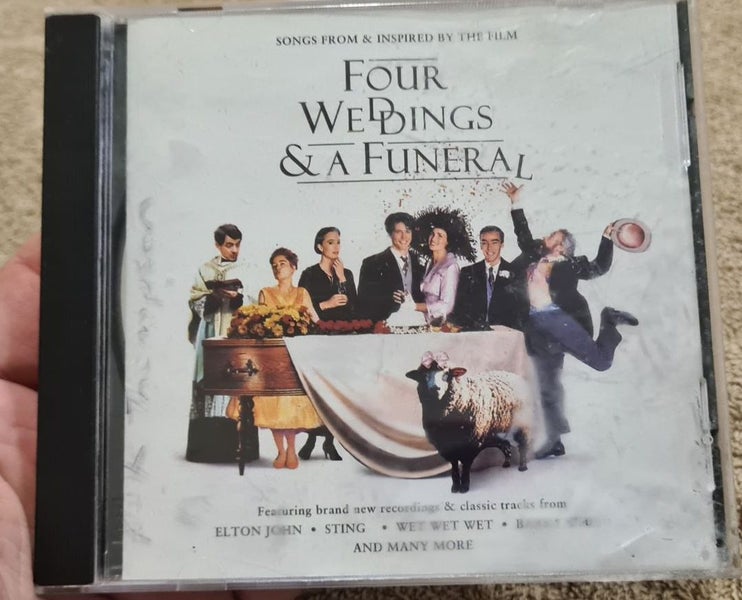 SONGS FROM & INSPIRED BY THE FILM
FOUR
WEDDINGS
& A FUNERAL
Featuring brand new recordings & classic tracks from
ELTON JOHN • STING • WET WET WET •
AND MANY MORE